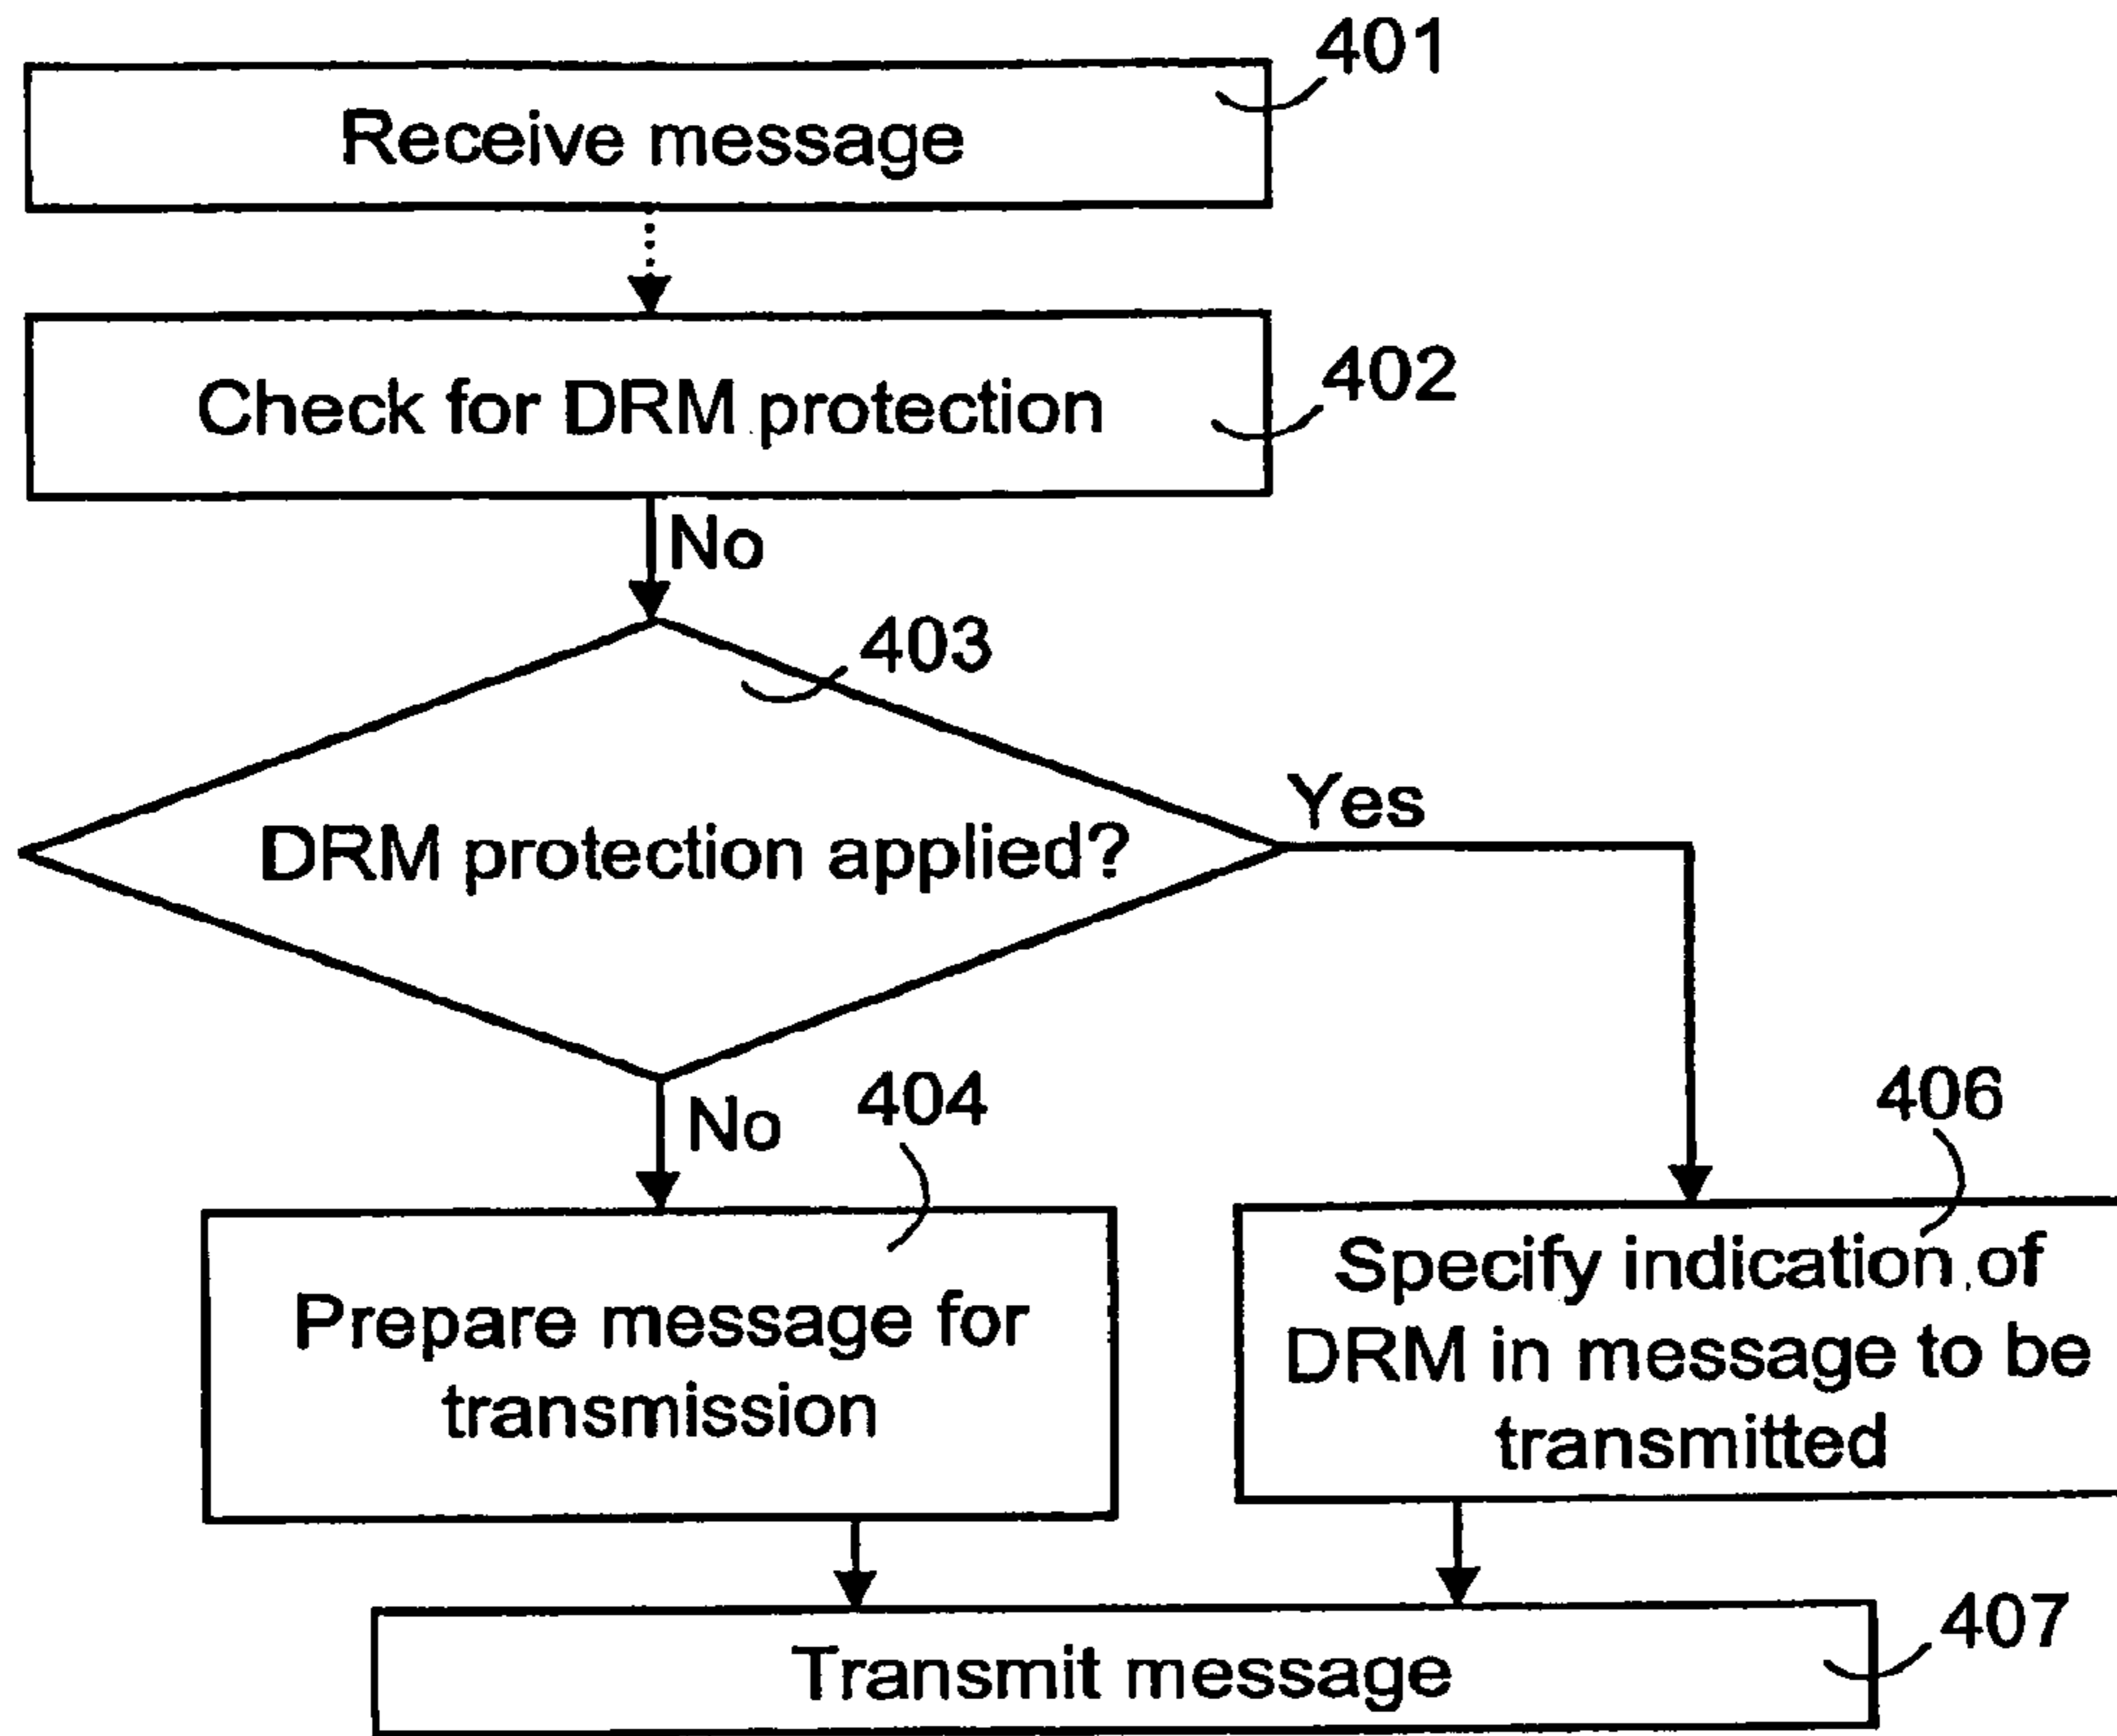 401
Receive message
402
Check for DRM protection
No
403
Yes
DRM protection applied?
No
404
406
Prepare message for
transmission
Specify indication of
DRM in message to be
transmitted
407
Transmit message